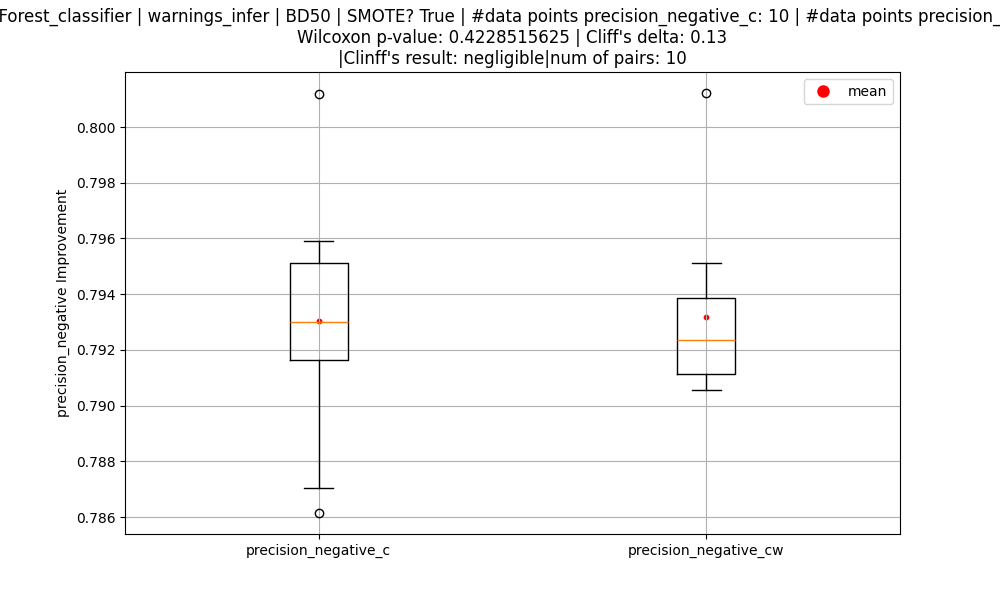 Forest_classifier | warnings_infer | BD50 | SMOTE? True | #data points precision_negative_c: 10 | #data points precision_
Wilcoxon p-value: 0.4228515625 | Cliff's delta: 0.13
|Clinff's result: negligible|num of pairs: 10
mean
0.800
0.798
0.796
0.794
0.792
0.790
0.788
0.786
precision_negative Improvement
precision_negative_c
precision_negative_cw